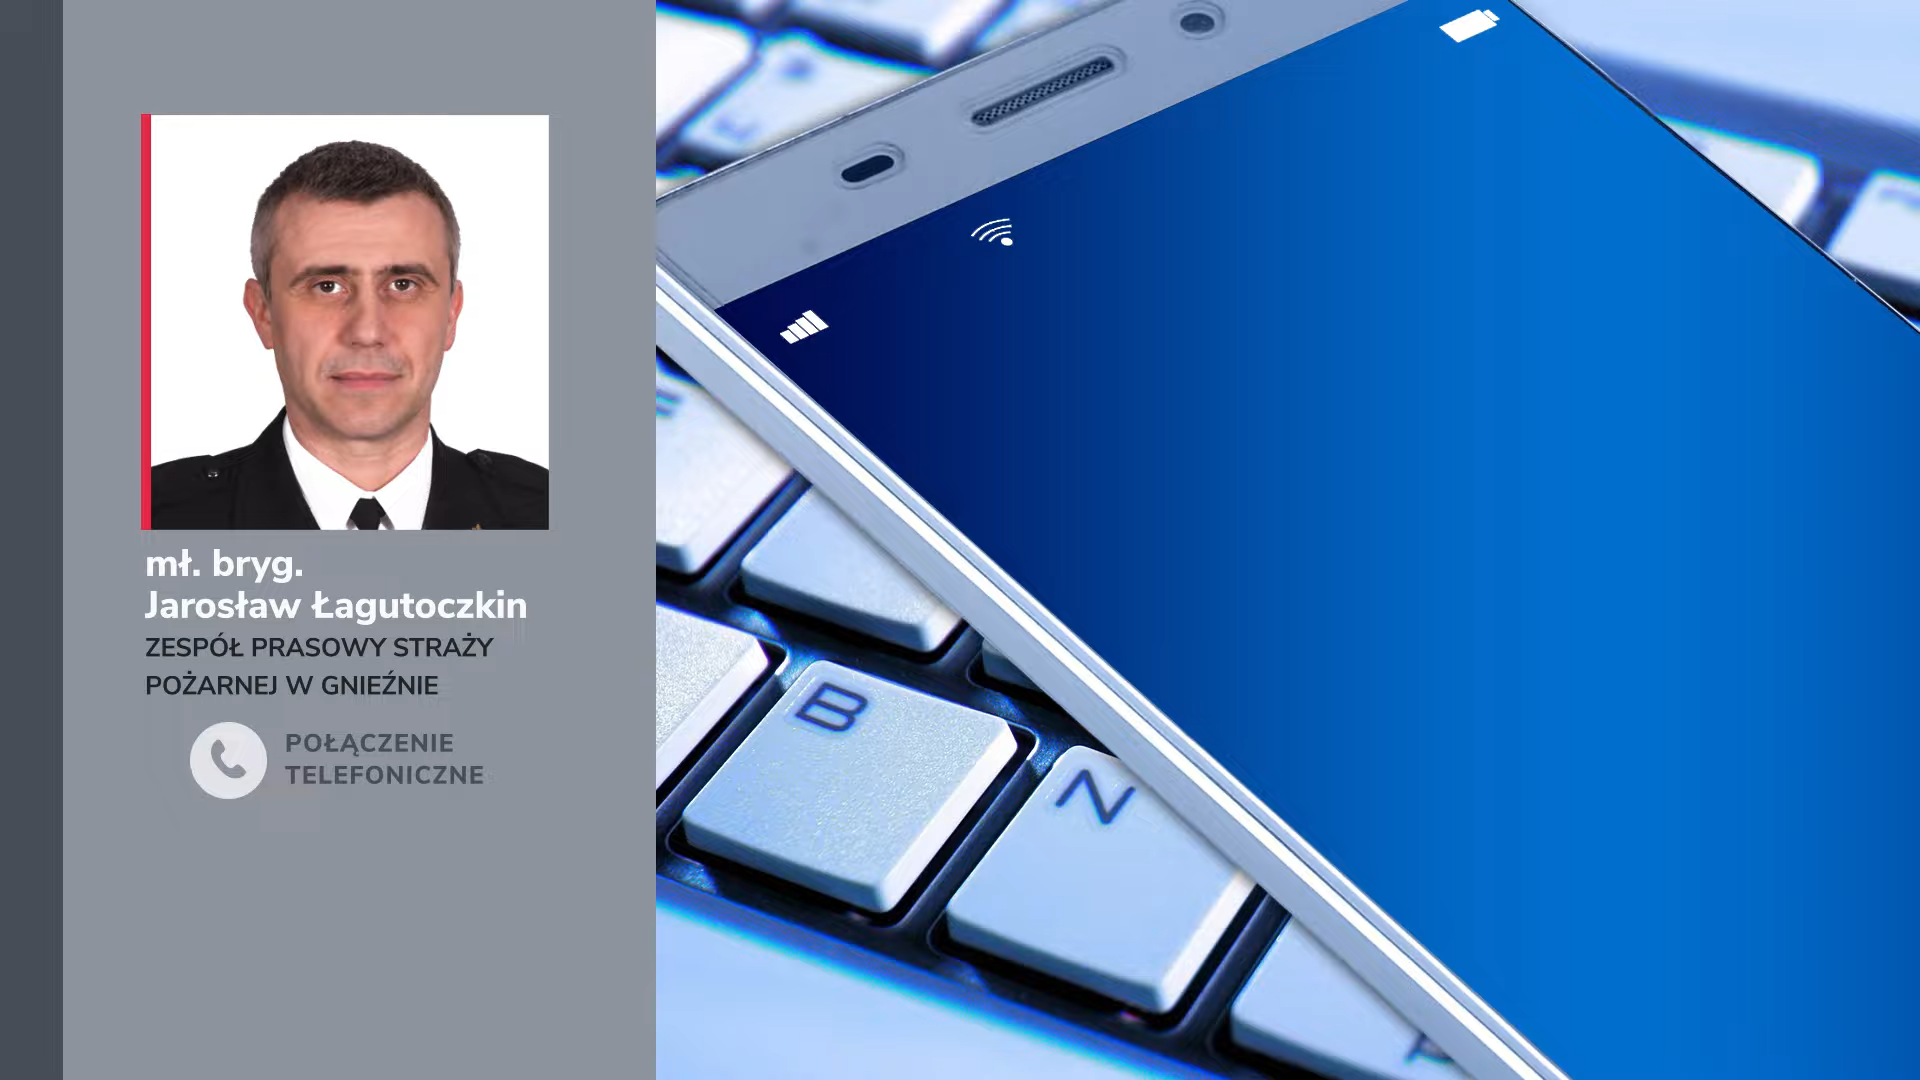 mł. bryg.
Jarosław Łagutoczkin
ZESPÓŁ PRASOWY STRAŻY
POŻARNEJ W GNIEŹNIE
POŁĄCZENIE
TELEFONICZNE
B
N